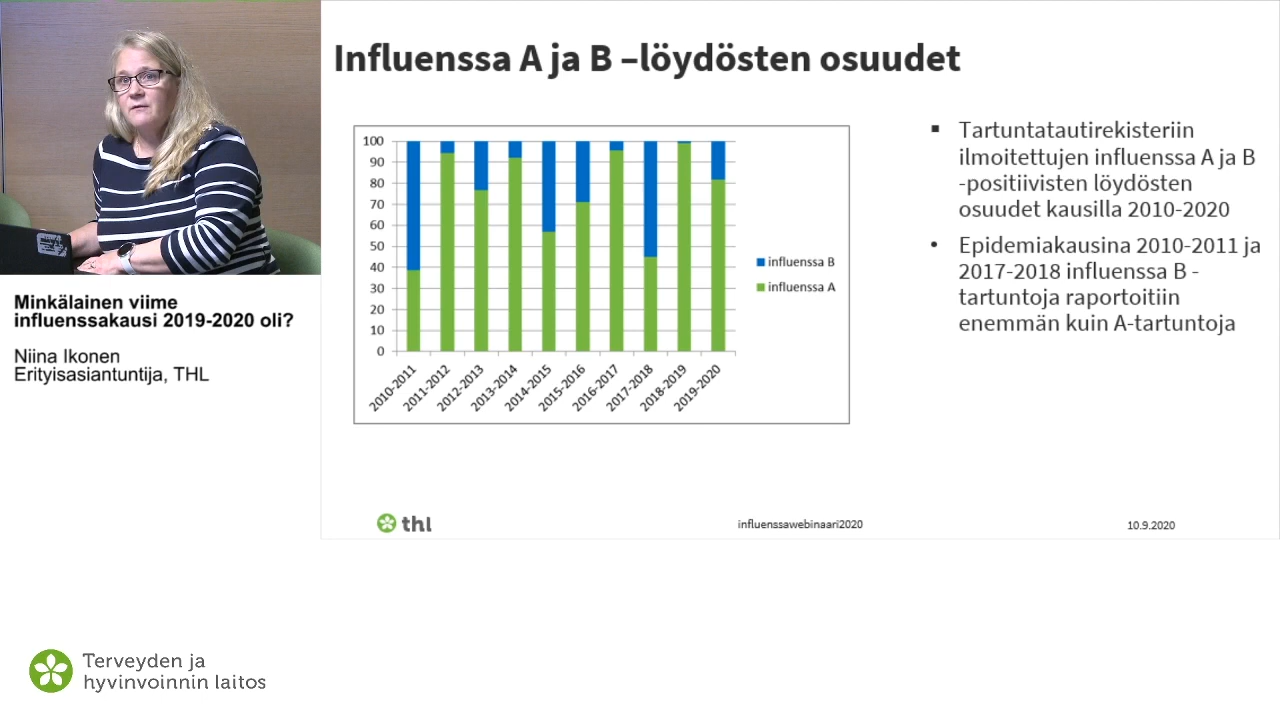 Influenssa A ja B –löydösten osuudet
100
90
80
70
60
50
40
30
20
10
0
2010-2011
2011-2012
2012-2013
2013-2014
2014-2015
2015-2016
2016-2017
2017-2018
2018-2019
2019-2020
influenssa B
influenssa A
Tartuntatautirekisteriin
ilmoitettujen influenssa A ja B
-positiivisten löydösten
osuudet kausilla 2010-2020
Epidemiakausina 2010-2011 ja
2017-2018 influenssa B -
tartuntoja raportoitiin
enemmän kuin A-tartuntoja
thl
influenssawebinaari2020
10.9.2020
Minkälainen viime
influenssakausi 2019-2020 oli?
Niina Ikonen
Erityisasiantuntija, THL
Terveyden ja
hyvinvoinnin laitos